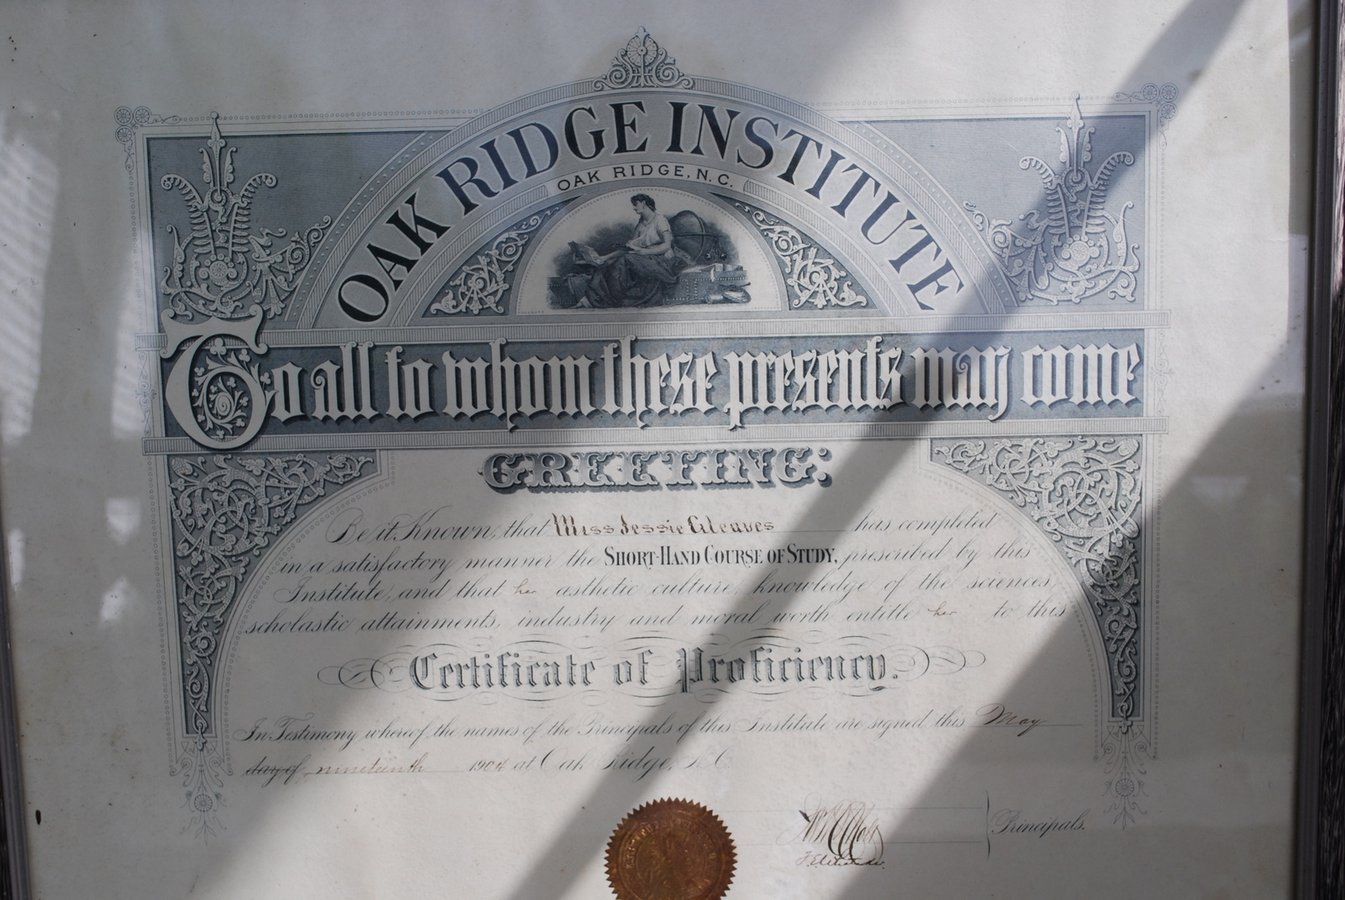 OAK RIDGE INSTITUTE
OAK RIDGE, N.C.
To all to whom these presents may come
GREETING:
Be it Known, that Miss Jessie Cleaves has completed
in a satisfactory manner the SHORT-HAND COURSE OF STUDY, prescribed by this
Institute, and that her asthetic culture, knowledge of the sciences
scholastic attainments, industry and moral worth entitle her to this
Certificate of Proficiency.
In Testimony whereof, the names of the Principals of this Institute are signed this May
day of nineteenth 1904 at Oak Ridge, N.C.
Principals.